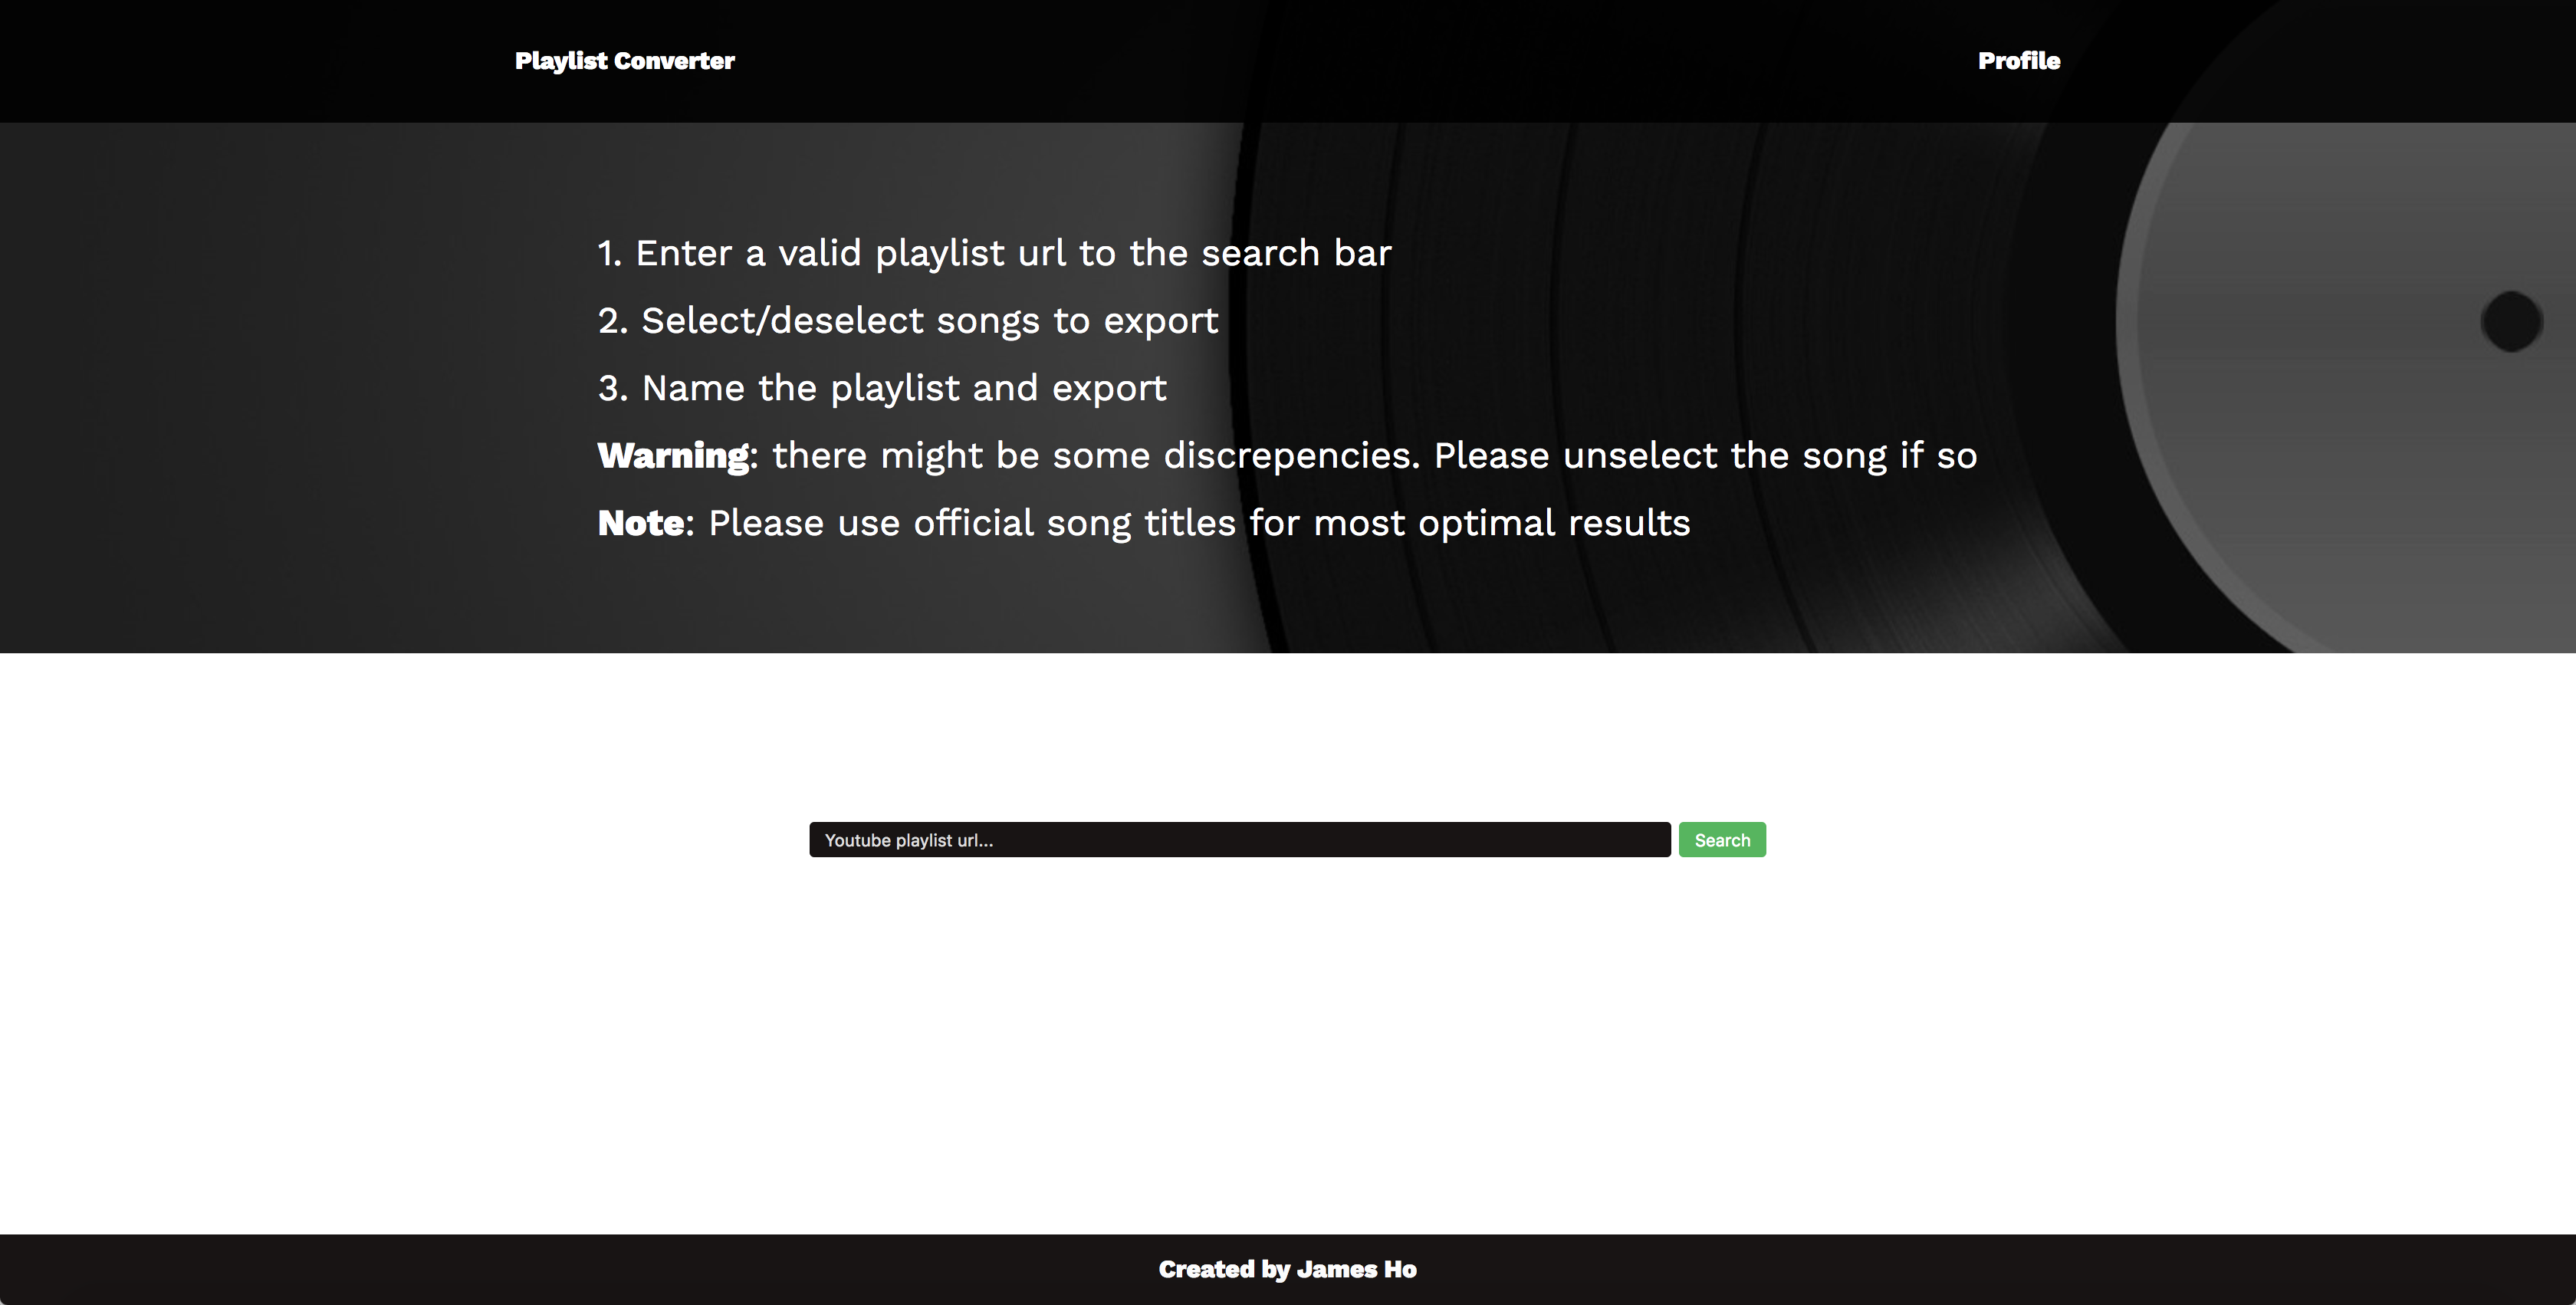 Playlist Converter
Profile
1. Enter a valid playlist url to the search bar
2. Select/deselect songs to export
3. Name the playlist and export
Warning: there might be some discrepencies. Please unselect the song if so
Note: Please use official song titles for most optimal results
Youtube playlist url...
Search
Created by James Ho